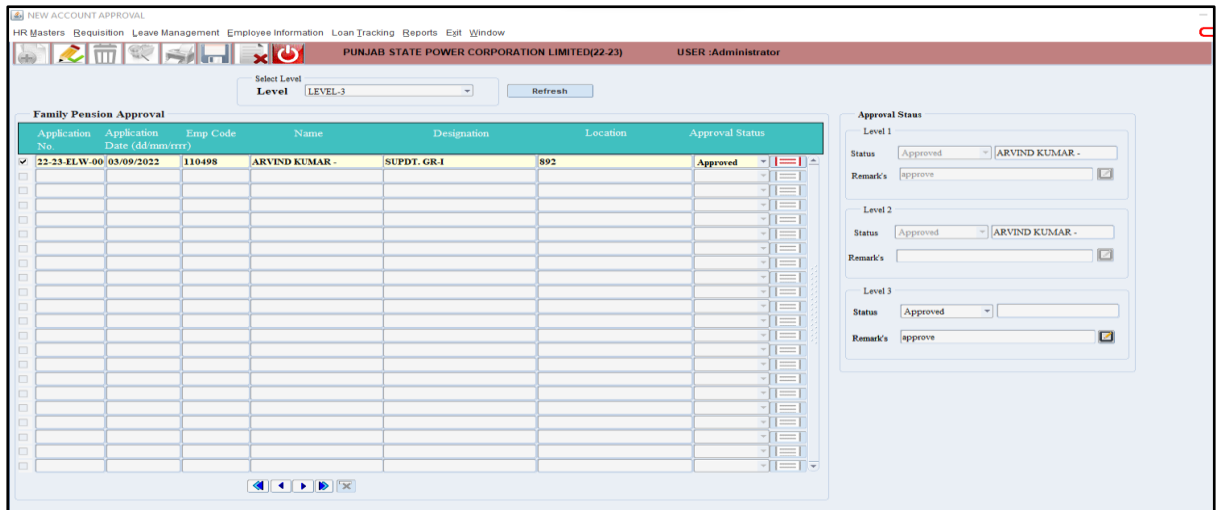 NEW ACCOUNT APPROVAL
HR Masters Requisition Leave Management Employee Information Loan Tracking Reports Exit Window
PUNJAB STATE POWER CORPORATION LIMITED(22-23) USER :Administrator
Select Level
Level LEVEL-3 Refresh
Family Pension Approval
Application No. Application Date (dd/mm/rrrr) Emp Code Name Designation Location Approval Status
22-23-ELW-00 03/09/2022 110498 ARVIND KUMAR - SUPDT. GR-I 892 Approved
Approval Staus
Level 1
Status Approved ARVIND KUMAR -
Remark's approve
Level 2
Status Approved ARVIND KUMAR -
Remark's
Level 3
Status Approved
Remark's approve